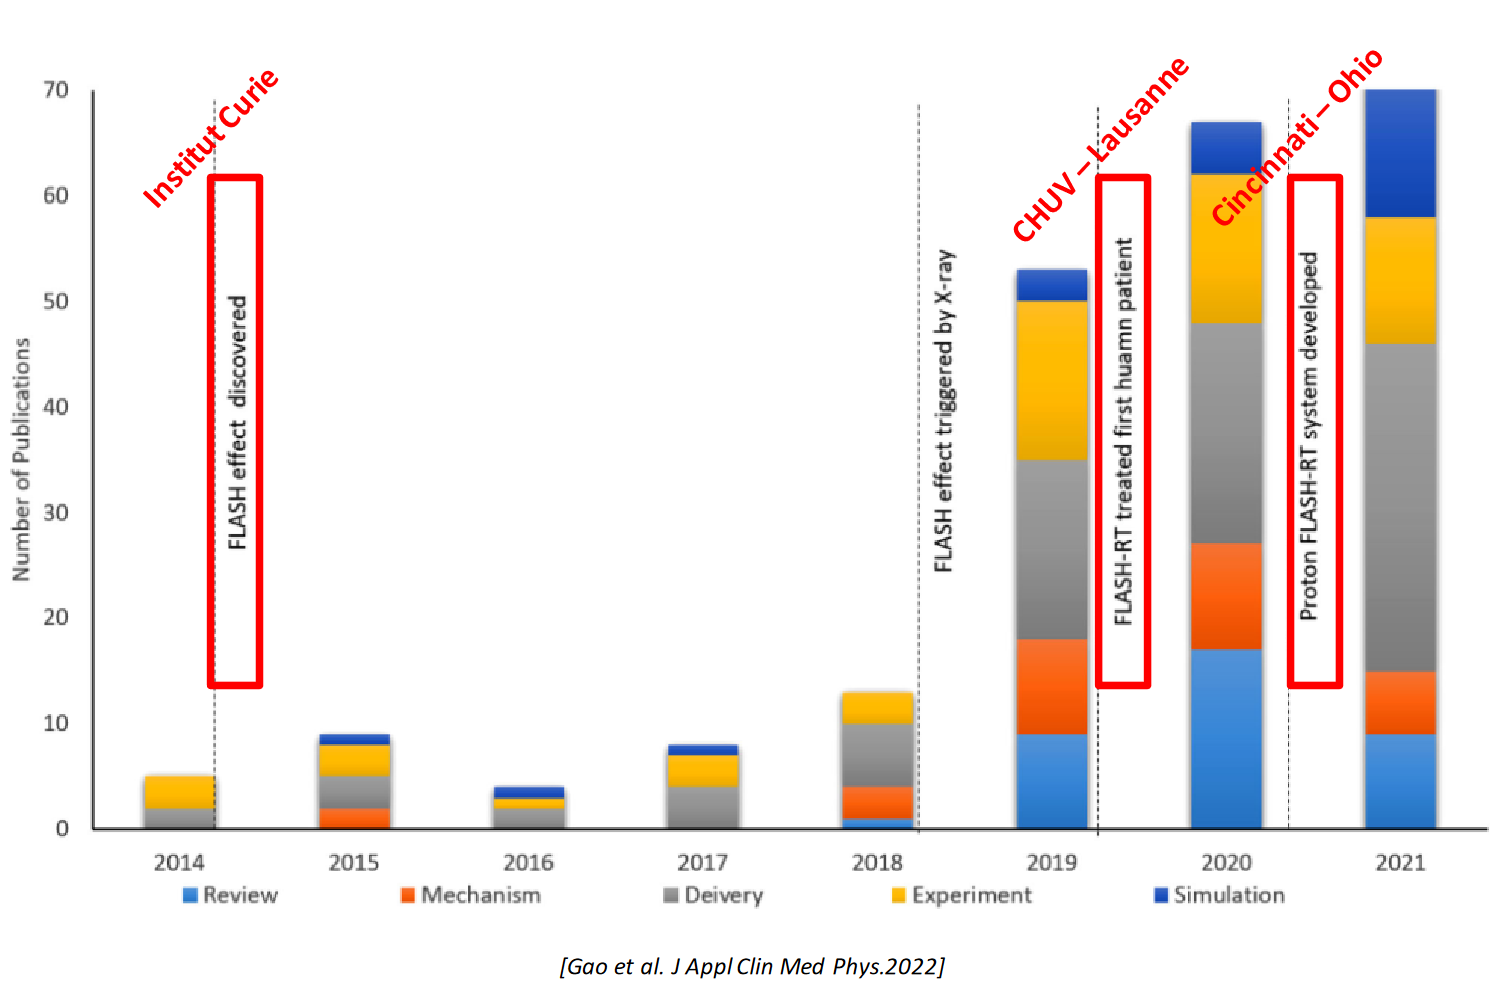 Institut Curie
CHUV – Lausanne
Cincinnati – Ohio
Number of Publications
70
60
50
40
30
20
10
0
FLASH effect discovered
FLASH effect triggered by X-ray
FLASH-RT treated first huamn patient
Proton FLASH-RT system developed
2014 2015 2016 2017 2018 2019 2020 2021
Review Mechanism Deivery Experiment Simulation
[Gao et al. J Appl Clin Med Phys.2022]